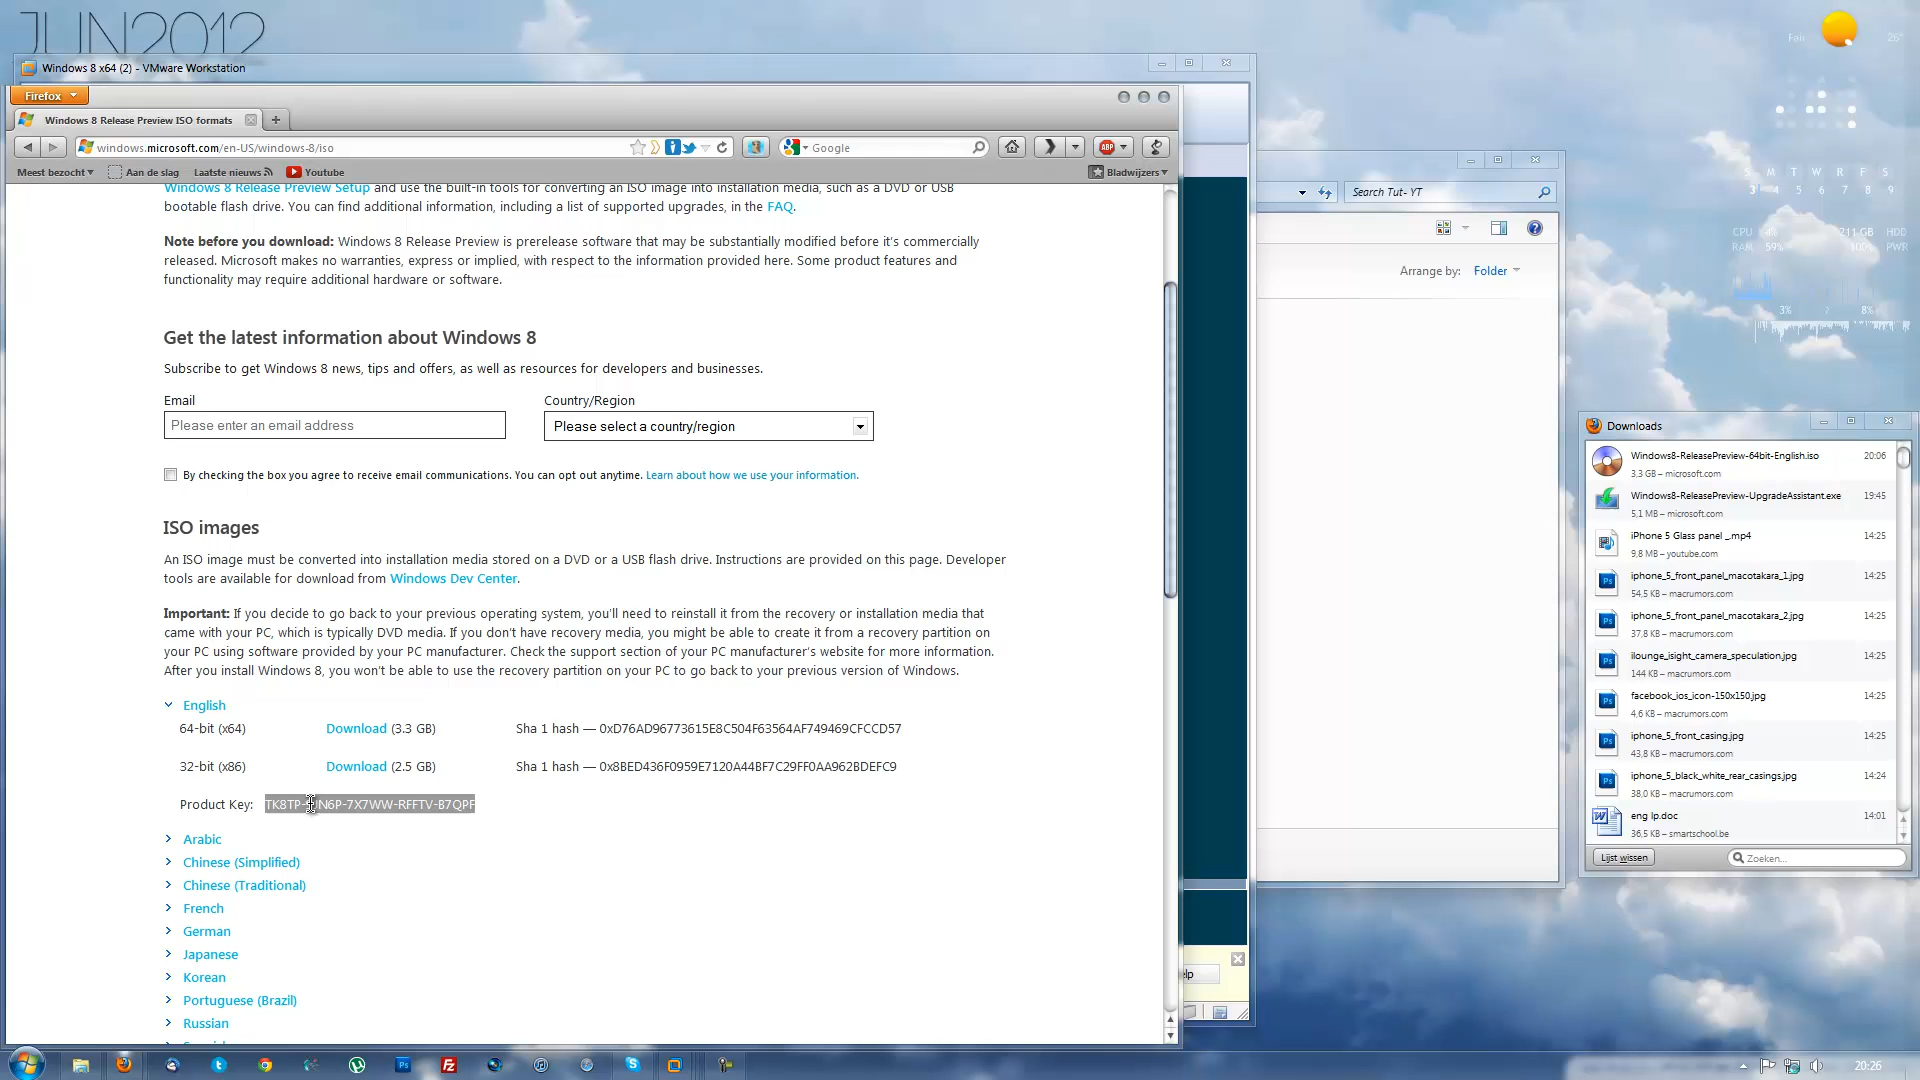 JUN2012
Fair
26°
Windows 8 x64 (2) - VMware Workstation
Firefox
Windows 8 Release Preview ISO formats
windows.microsoft.com/en-US/windows-8/iso
Google
ABP
Meest bezocht
Aan de slag
Laatste nieuws
Youtube
Bladwijzers
Windows 8 Release Preview Setup and use the built-in tools for converting an ISO image into installation media, such as a DVD or USB
bootable flash drive. You can find additional information, including a list of supported upgrades, in the FAQ.
Note before you download: Windows 8 Release Preview is prerelease software that may be substantially modified before it's commercially
released. Microsoft makes no warranties, express or implied, with respect to the information provided here. Some product features and
functionality may require additional hardware or software.
Get the latest information about Windows 8
Subscribe to get Windows 8 news, tips and offers, as well as resources for developers and businesses.
Email
Country/Region
Please enter an email address
Please select a country/region
By checking the box you agree to receive email communications. You can opt out anytime. Learn about how we use your information.
ISO images
An ISO image must be converted into installation media stored on a DVD or a USB flash drive. Instructions are provided on this page. Developer
tools are available for download from Windows Dev Center.
Important: If you decide to go back to your previous operating system, you'll need to reinstall it from the recovery or installation media that
came with your PC, which is typically DVD media. If you don't have recovery media, you might be able to create it from a recovery partition on
your PC using software provided by your PC manufacturer. Check the support section of your PC manufacturer's website for more information.
After you install Windows 8, you won't be able to use the recovery partition on your PC to go back to your previous version of Windows.
English
64-bit (x64) Download (3.3 GB) Sha 1 hash — 0xD76AD96773615E8C504F63564AF749469CFCCD57
32-bit (x86) Download (2.5 GB) Sha 1 hash — 0x8BED436F0959E7120A44BF7C29FF0AA962BDEFC9
Product Key:
Arabic
Chinese (Simplified)
Chinese (Traditional)
French
German
Japanese
Korean
Portuguese (Brazil)
Russian
Search Tut- YT
Arrange by: Folder
S M T W R F S
3 4 5 6 7 8 9
CPU 4% 211 GB HDD
RAM 59% 100% PWR
3% 8%
Downloads
Windows8-ReleasePreview-64bit-English.iso 20:06
3,3 GB – microsoft.com
Windows8-ReleasePreview-UpgradeAssistant.exe 19:45
5,1 MB – microsoft.com
iPhone 5 Glass panel _.mp4 14:25
9,8 MB – youtube.com
iphone_5_front_panel_macotakara_1.jpg 14:25
54,5 KB – macrumors.com
iphone_5_front_panel_macotakara_2.jpg 14:25
37,8 KB – macrumors.com
ilounge_isight_camera_speculation.jpg 14:25
144 KB – macrumors.com
facebook_ios_icon-150x150.jpg 14:25
4,6 KB – macrumors.com
iphone_5_front_casing.jpg 14:25
43,8 KB – macrumors.com
iphone_5_black_white_rear_casings.jpg 14:24
38,0 KB – macrumors.com
eng lp.doc 14:01
36,5 KB – smartschool.be
Lijst wissen
Zoeken...
elp
20:26